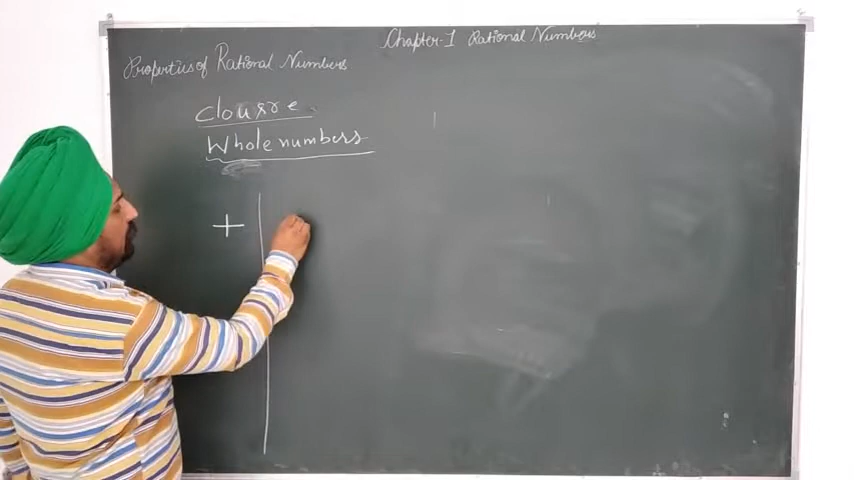 Chapter-1 Rational Numbers
Properties of Rational Numbers
Clousre
Whole numbers
+